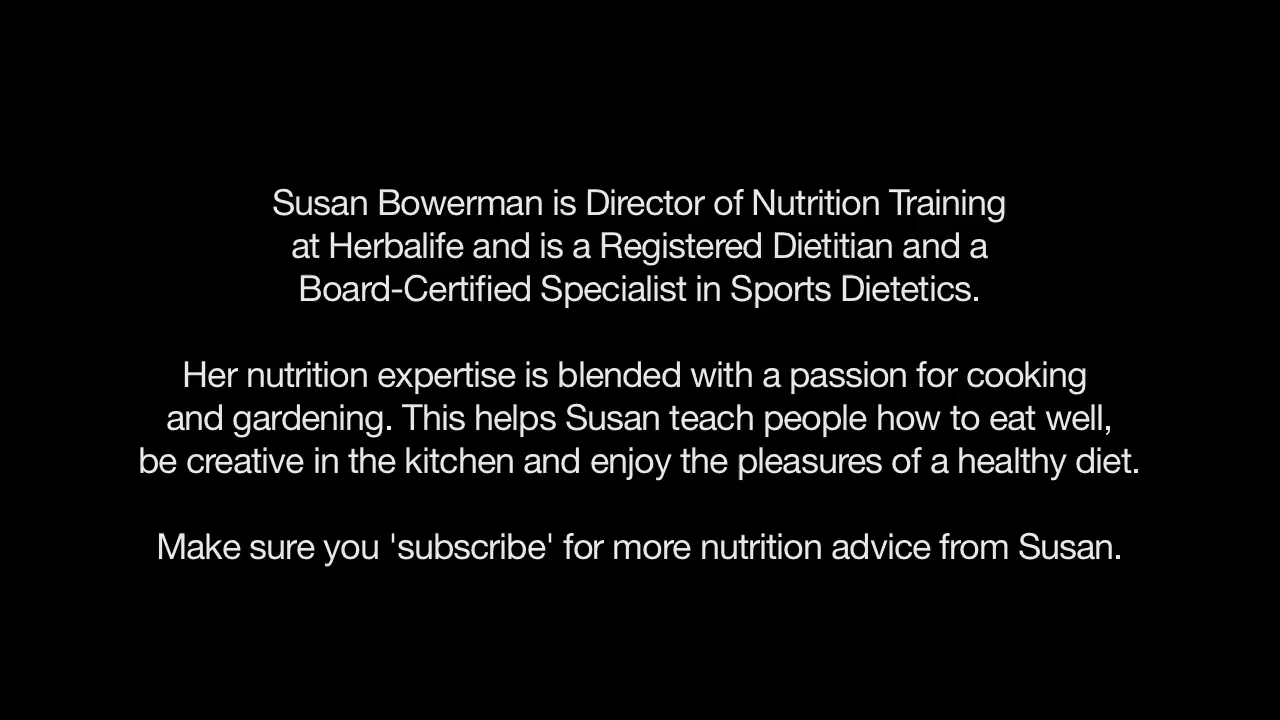 Susan Bowerman is Director of Nutrition Training
at Herbalife and is a Registered Dietitian and a
Board-Certified Specialist in Sports Dietetics.
Her nutrition expertise is blended with a passion for cooking
and gardening. This helps Susan teach people how to eat well,
be creative in the kitchen and enjoy the pleasures of a healthy diet.
Make sure you 'subscribe' for more nutrition advice from Susan.